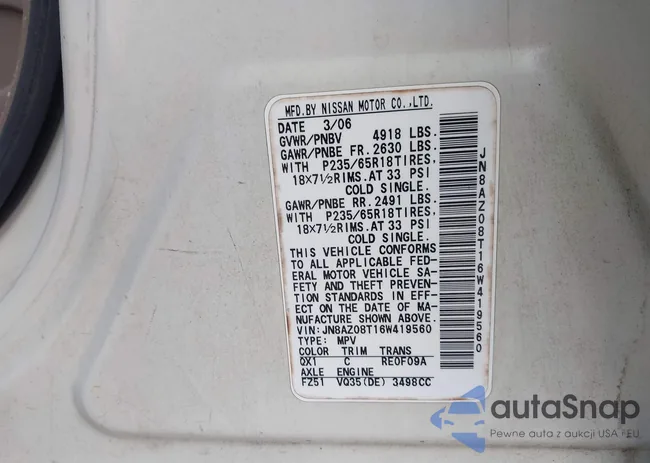 MFD.BY NISSAN MOTOR CO.,LTD.
DATE 3/06
GVWR/PNBV 4918 LBS.
GAWR/PNBE FR. 2630 LBS.
WITH P235/65R18TIRES,
18X7½RIMS.AT 33 PSI
COLD SINGLE.
GAWR/PNBE RR. 2491 LBS.
WITH P235/65R18TIRES,
18X7½RIMS.AT 33 PSI
COLD SINGLE.
THIS VEHICLE CONFORMS
TO ALL APPLICABLE FED-
ERAL MOTOR VEHICLE SA-
FETY AND THEFT PREVEN-
TION STANDARDS IN EFF-
ECT ON THE DATE OF MA-
NUFACTURE SHOWN ABOVE.
VIN:JN8AZ08T16W419560
TYPE: MPV
COLOR TRIM TRANS
QX1 C RE0F09A
AXLE ENGINE
FZ51 VQ35(DE) 3498CC
JN8AZ08T16W419560
autaSnap
Pewne auta z aukcji USA i EU